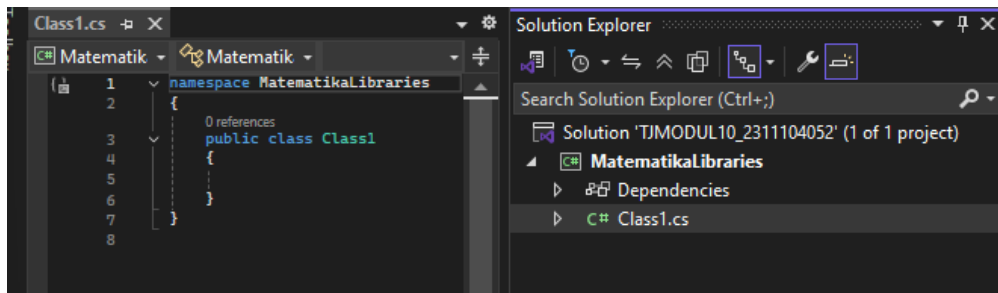 Class1.cs
C# Matematik
Matematik
1 namespace MatematikaLibraries
2 {
0 references
3 public class Class1
4 {
5
6 }
7 }
8
Solution Explorer
Search Solution Explorer (Ctrl+;)
Solution 'TJMODUL10_2311104052' (1 of 1 project)
C# MatematikaLibraries
Dependencies
C# Class1.cs